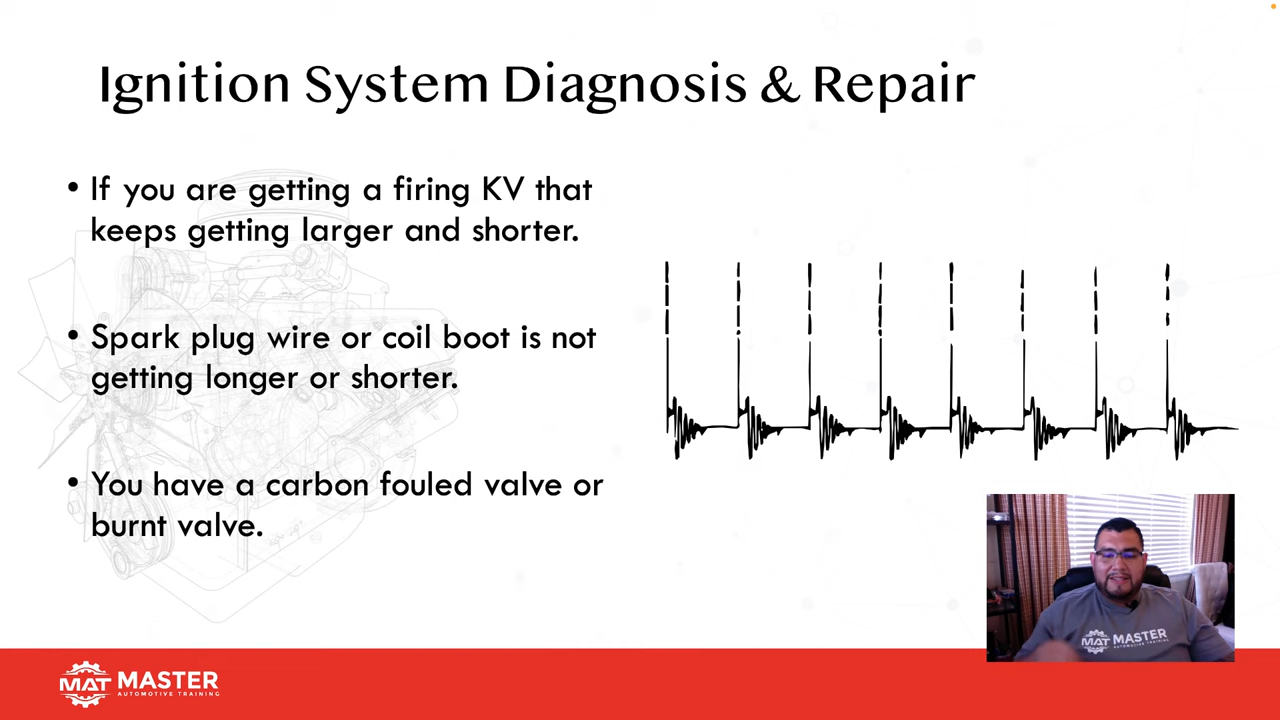 Ignition System Diagnosis & Repair
• If you are getting a firing KV that
keeps getting larger and shorter.
• Spark plug wire or coil boot is not
getting longer or shorter.
• You have a carbon fouled valve or
burnt valve.
MAT MASTER
AUTOMOTIVE TRAINING
MAT MASTER
AUTOMOTIVE TRAINING